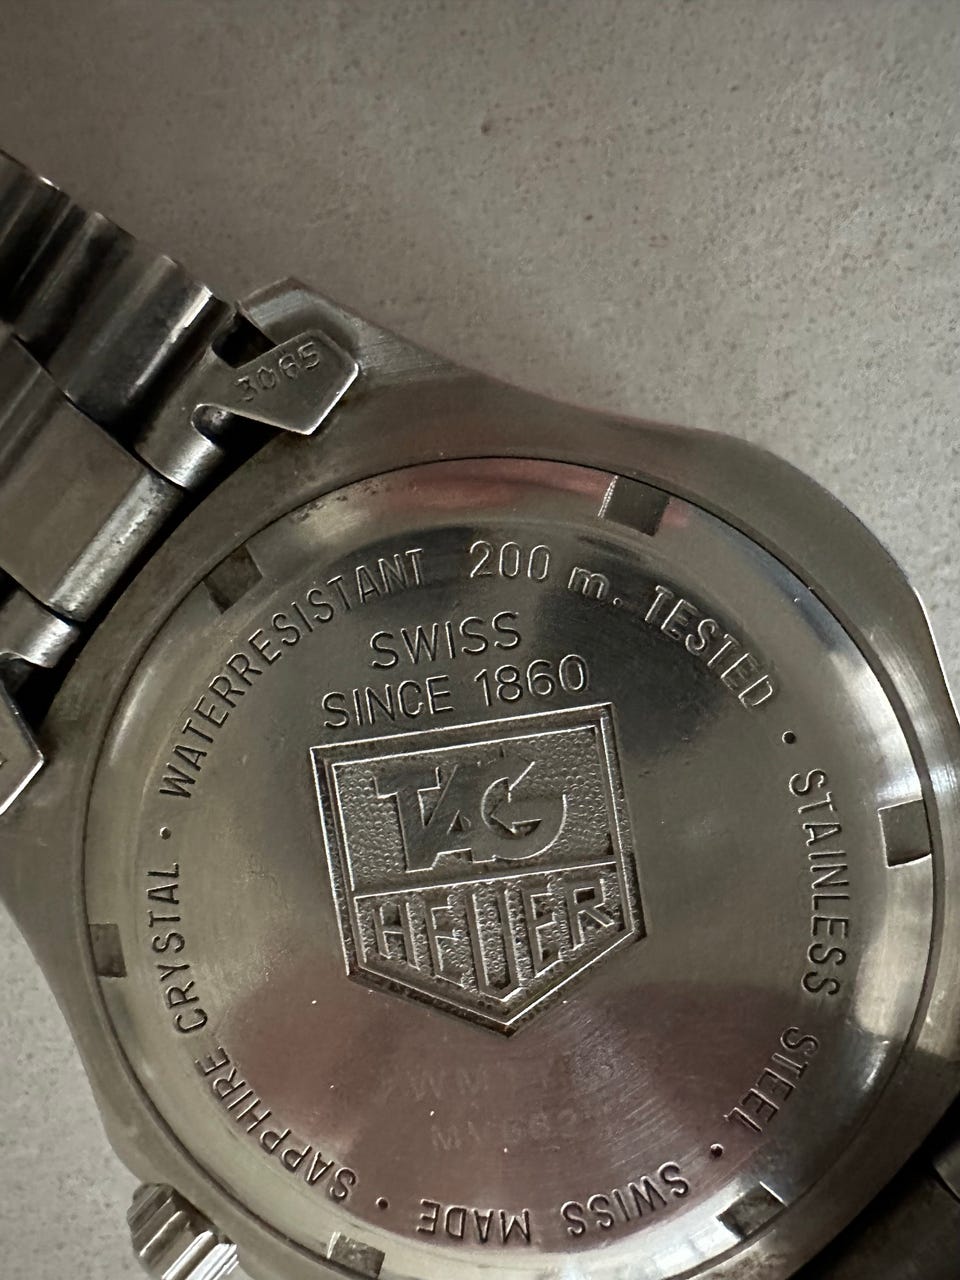 3065
WATERRESISTANT 200 m. TESTED · STAINLESS STEEL · SWISS MADE · SAPPHIRE CRYSTAL ·
SWISS
SINCE 1860
TAG
HEUER